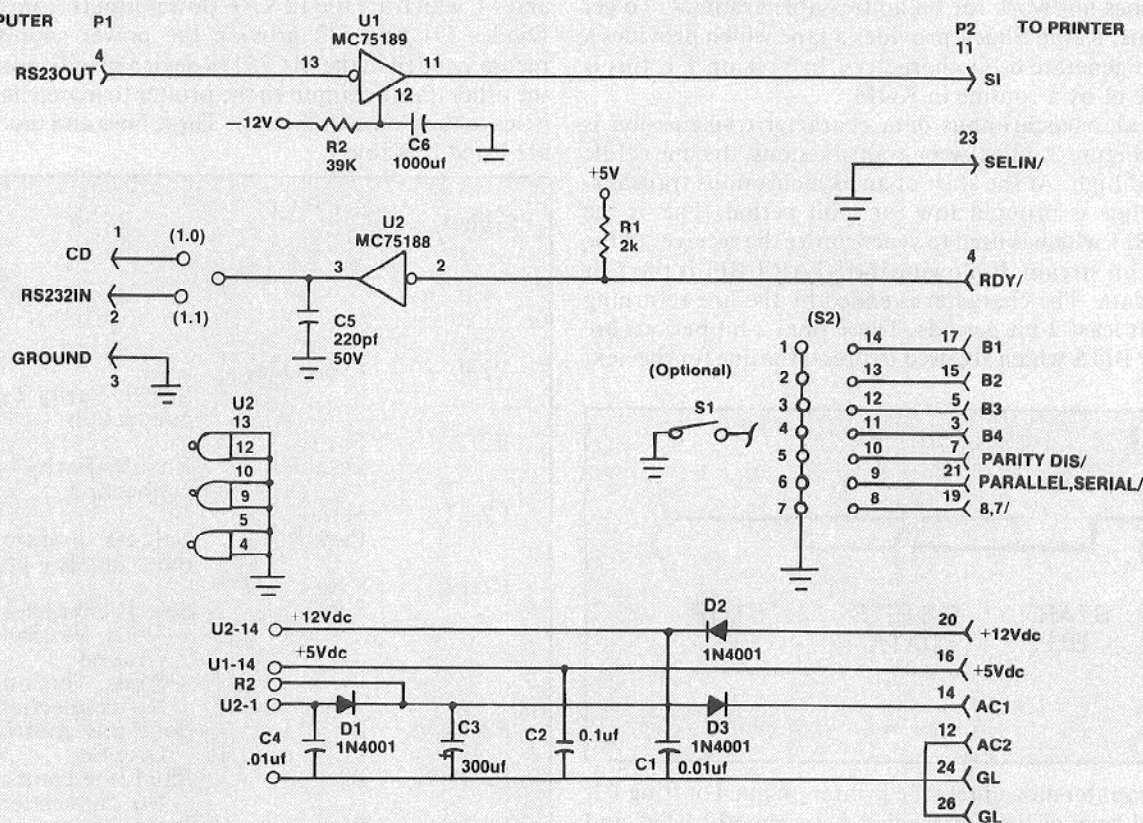 PUTER P1
U1
MC75189
P2
TO PRINTER
4
RS23OUT
13
11
12
11
SI
—12V
R2
39K
C6
1000uf
23
SELIN/
+5V
R1
2k
1
CD
(1.0)
U2
MC75188
3
2
4
RDY/
RS232IN
2
(1.1)
C5
220pf
50V
GROUND
3
(S2)
1 14 17 B1
2 13 15 B2
3 12 5 B3
4 11 3 B4
5 10 7 PARITY DIS/
6 9 21 PARALLEL,SERIAL/
7 8 19 8,7/
(Optional)
S1
U2
13
12
10
9
5
4
U2-14 +12Vdc
D2
1N4001
20 +12Vdc
U1-14 +5Vdc
16 +5Vdc
R2
U2-1
14 AC1
D1
1N4001
D3
1N4001
C4
.01uf
C3
300uf
C2
0.1uf
C1
0.01uf
12 AC2
24 GL
26 GL